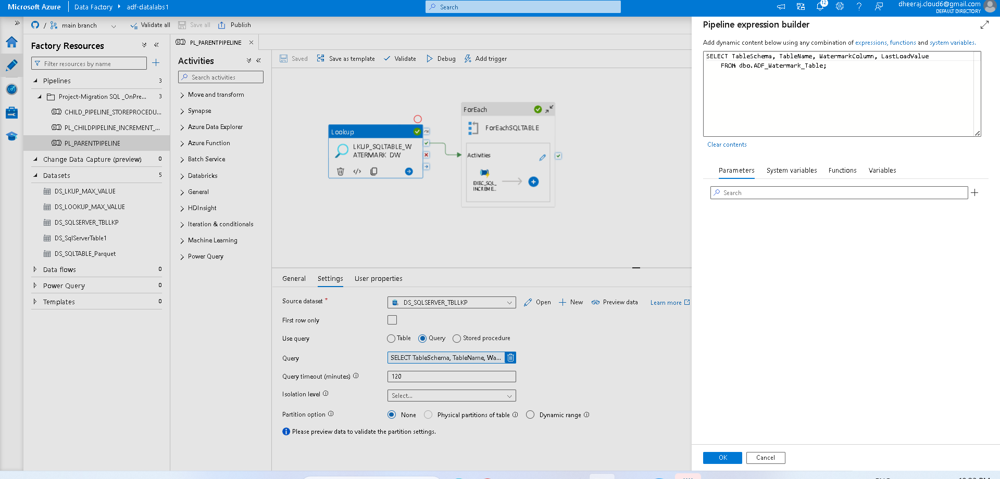 Microsoft Azure
Data Factory
adf-datalabs1
Search
12
dheeraj.cloud6@gmail.com
DEFAULT DIRECTORY
/ main branch
Validate all
Save all
Publish
Factory Resources
Filter resources by name
Pipelines 3
Project-Migration SQL _OnPre... 3
CHILD_PIPELINE_STOREPROCEDU...
PL_CHILDPIPELINE_INCREMENT_...
PL_PARENTPIPELINE
Change Data Capture (preview) 0
Datasets 5
DS_LKUP_MAX_VALUE
DS_LOOKUP_MAX_VALUE
DS_SQLSERVER_TBLLKP
DS_SqlServerTable1
DS_SQLTABLE_Parquet
Data flows 0
Power Query 0
Templates 0
PL_PARENTPIPELINE
Activities
Search activities
Move and transform
Synapse
Azure Data Explorer
Azure Function
Batch Service
Databricks
General
HDInsight
Iteration & conditionals
Machine Learning
Power Query
Saved
Save as template
Validate
Debug
Add trigger
Lookup
LKUP_SQLTABLE_W
ATERMARK DW
ForEach
ForEachSQLTABLE
Activities
EXEC_SQL_
INCREME...
General
Settings
User properties
Source dataset *
DS_SQLSERVER_TBLLKP
Open
New
Preview data
Learn more
First row only
Use query
Table
Query
Stored procedure
Query
SELECT TableSchema, TableName, Wa...
Query timeout (minutes)
120
Isolation level
Select...
Partition option
None
Physical partitions of table
Dynamic range
Please preview data to validate the partition settings.
Pipeline expression builder
Add dynamic content below using any combination of expressions, functions and system variables.
SELECT TableSchema, TableName, WatermarkColumn, LastLoadValue
FROM dbo.ADF_Watermark_Table;
Clear contents
Parameters
System variables
Functions
Variables
Search
OK
Cancel